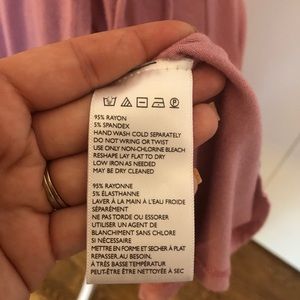 95% RAYON
5% SPANDEX
HAND WASH COLD SEPARATELY
DO NOT WRING OR TWIST
USE ONLY NON-CHLORINE BLEACH
RESHAPE LAY FLAT TO DRY
LOW IRON AS NEEDED
MAY BE DRY CLEANED
95% RAYONNE
5% ÉLASTHANNE
LAVER À LA MAIN À L'EAU FROIDE
SÉPARÉMENT
NE PAS TORDE OU ESSORER
UTILISER UN AGENT DE
BLANCHIMENT SANS CHLORE
SI NÉCESSAIRE
METTRE EN FORME ET SECHER À PLAT
REPASSER, AU BESOIN,
À TRÈS BASSE TEMPÉRATURE
PEUT-ÊTRE ÊTRE NETTOYÉE À SEC